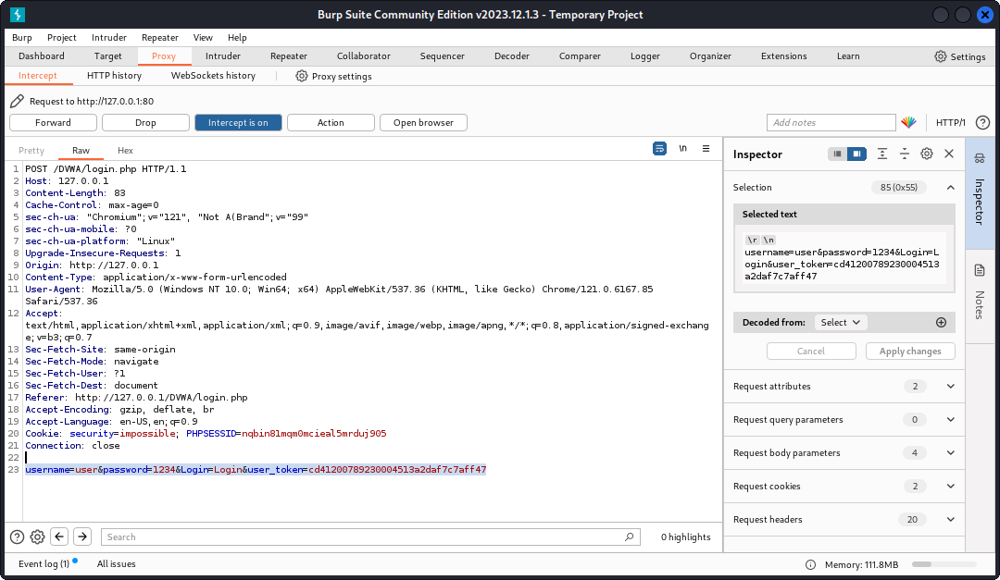 Burp Suite Community Edition v2023.12.1.3 - Temporary Project
Burp Project Intruder Repeater View Help
Dashboard Target Proxy Intruder Repeater Collaborator Sequencer Decoder Comparer Logger Organizer Extensions Learn Settings
Intercept HTTP history WebSockets history Proxy settings
Request to http://127.0.0.1:80
Forward Drop Intercept is on Action Open browser Add notes HTTP/1 ?
Pretty Raw Hex \n
1 POST /DVWA/login.php HTTP/1.1
2 Host: 127.0.0.1
3 Content-Length: 83
4 Cache-Control: max-age=0
5 sec-ch-ua: "Chromium";v="121", "Not A(Brand";v="99"
6 sec-ch-ua-mobile: ?0
7 sec-ch-ua-platform: "Linux"
8 Upgrade-Insecure-Requests: 1
9 Origin: http://127.0.0.1
10 Content-Type: application/x-www-form-urlencoded
11 User-Agent: Mozilla/5.0 (Windows NT 10.0; Win64; x64) AppleWebKit/537.36 (KHTML, like Gecko) Chrome/121.0.6167.85
Safari/537.36
12 Accept:
text/html,application/xhtml+xml,application/xml;q=0.9,image/avif,image/webp,image/apng,*/*;q=0.8,application/signed-exchang
e;v=b3;q=0.7
13 Sec-Fetch-Site: same-origin
14 Sec-Fetch-Mode: navigate
15 Sec-Fetch-User: ?1
16 Sec-Fetch-Dest: document
17 Referer: http://127.0.0.1/DVWA/login.php
18 Accept-Encoding: gzip, deflate, br
19 Accept-Language: en-US,en;q=0.9
20 Cookie: security=impossible; PHPSESSID=nqbin81mqm0mcieal5mrduj905
21 Connection: close
22
23 username=user&password=1234&Login=Login&user_token=cd41200789230004513a2daf7c7aff47
? Search 0 highlights
Inspector
Selection 85 (0x55)
Selected text
\r \n
username=user&password=1234&Login=L
ogin&user_token=cd41200789230004513
a2daf7c7aff47
Decoded from: Select
Cancel Apply changes
Request attributes 2
Request query parameters 0
Request body parameters 4
Request cookies 2
Request headers 20
Inspector
Notes
Event log (1) All issues Memory: 111.8MB